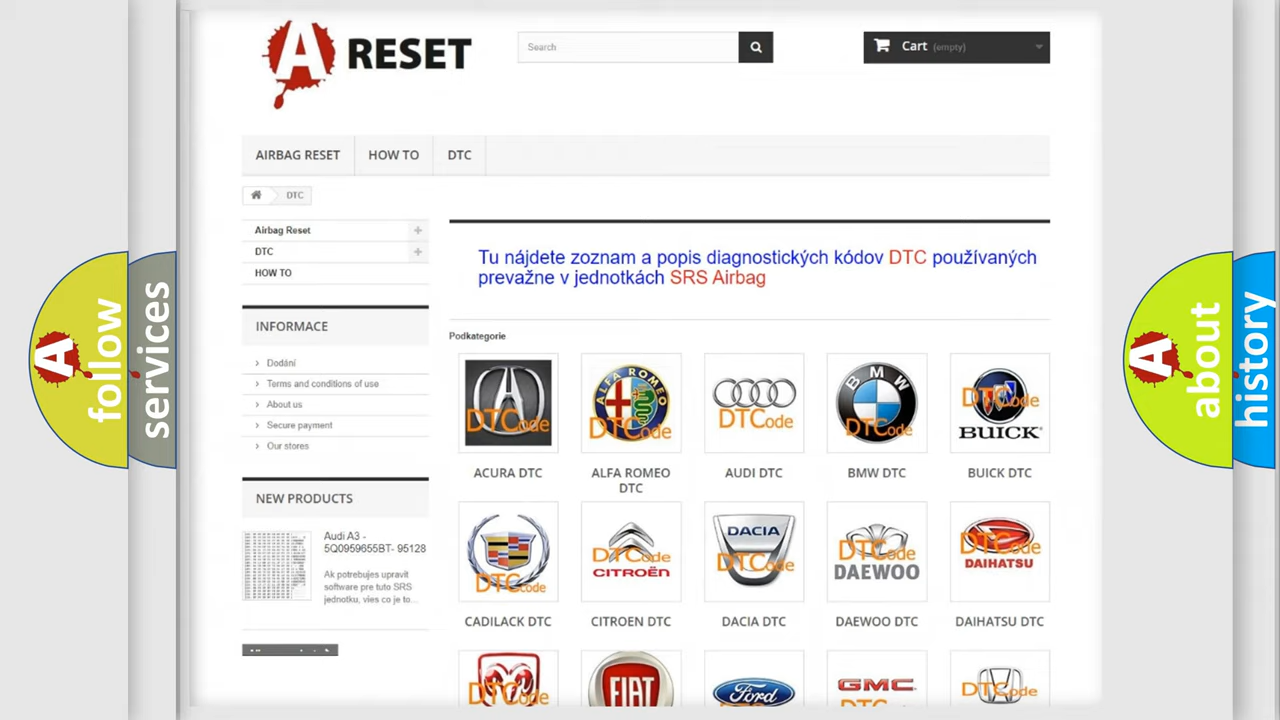 A RESET
Search
Cart (empty)
AIRBAG RESET
HOW TO
DTC
DTC
Airbag Reset
DTC
HOW TO
Tu nájdete zoznam a popis diagnostických kódov DTC používaných
prevažne v jednotkách SRS Airbag
INFORMACE
Dodání
Terms and conditions of use
About us
Secure payment
Our stores
NEW PRODUCTS
Audi A3 -
5Q0959655BT- 95128
Ak potrebujes upravit
software pre tuto SRS
jednotku, vies co je to...
Podkategorie
DTCode
ALFA ROMEO
DTCode
DTCode
BMW
DTCode
DTCode
BUICK
ACURA DTC
ALFA ROMEO
DTC
AUDI DTC
BMW DTC
BUICK DTC
DTCode
DTCode
CITROËN
DACIA
DTCode
DTCode
DAEWOO
DTCode
DAIHATSU
CADILACK DTC
CITROEN DTC
DACIA DTC
DAEWOO DTC
DAIHATSU DTC
DTCode
FIAT
Ford
GMC
DTCode
A
follow
services
A
about
history